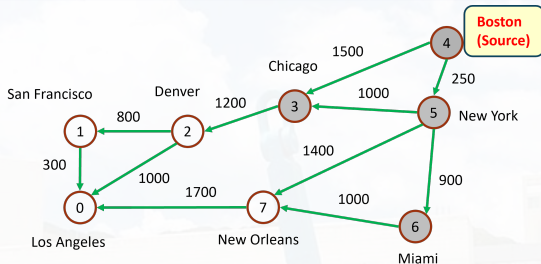 Boston
(Source)
4
1500
250
Chicago
San Francisco
Denver
3
1000
5
New York
1200
800
1
2
1400
300
1000
900
1700
1000
0
7
6
Los Angeles
New Orleans
Miami